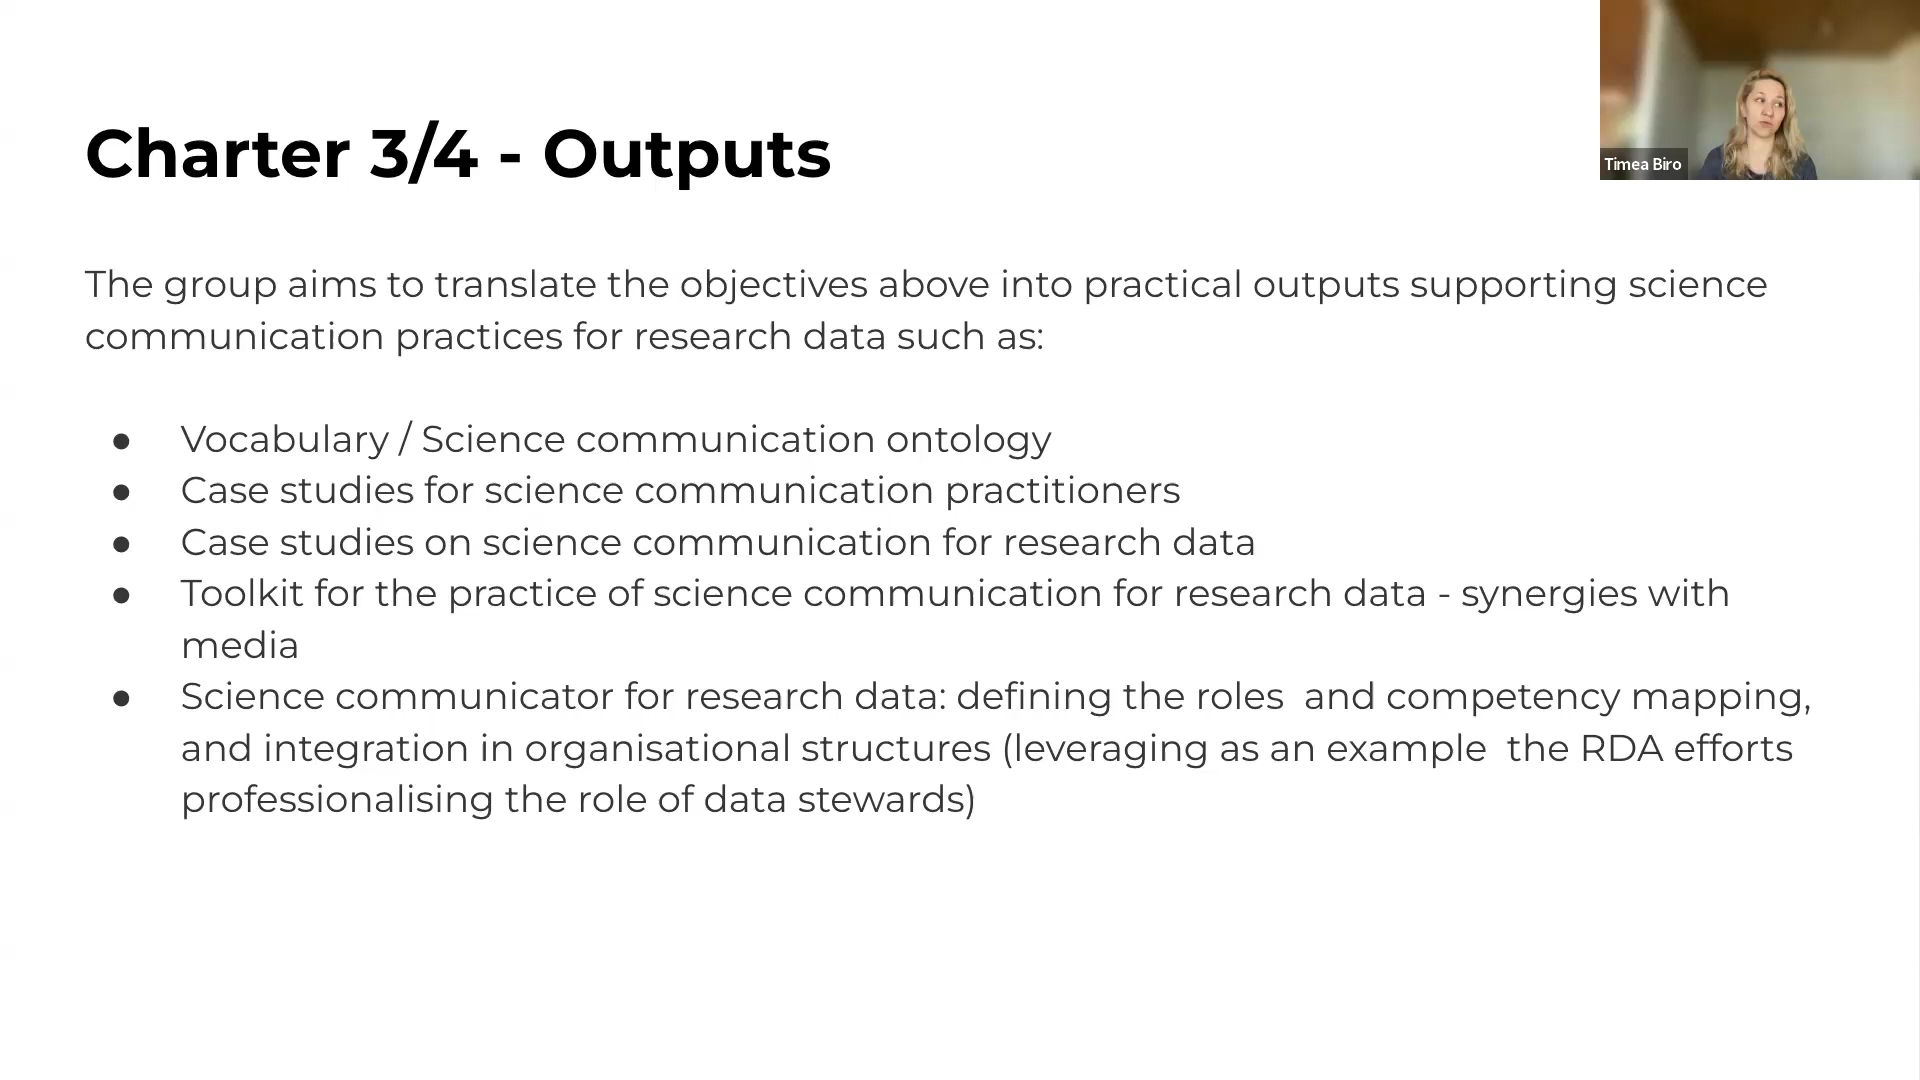 Charter 3/4 - Outputs
Timea Biro
The group aims to translate the objectives above into practical outputs supporting science
communication practices for research data such as:
● Vocabulary / Science communication ontology
● Case studies for science communication practitioners
● Case studies on science communication for research data
● Toolkit for the practice of science communication for research data - synergies with
media
● Science communicator for research data: defining the roles  and competency mapping,
and integration in organisational structures (leveraging as an example  the RDA efforts
professionalising the role of data stewards)